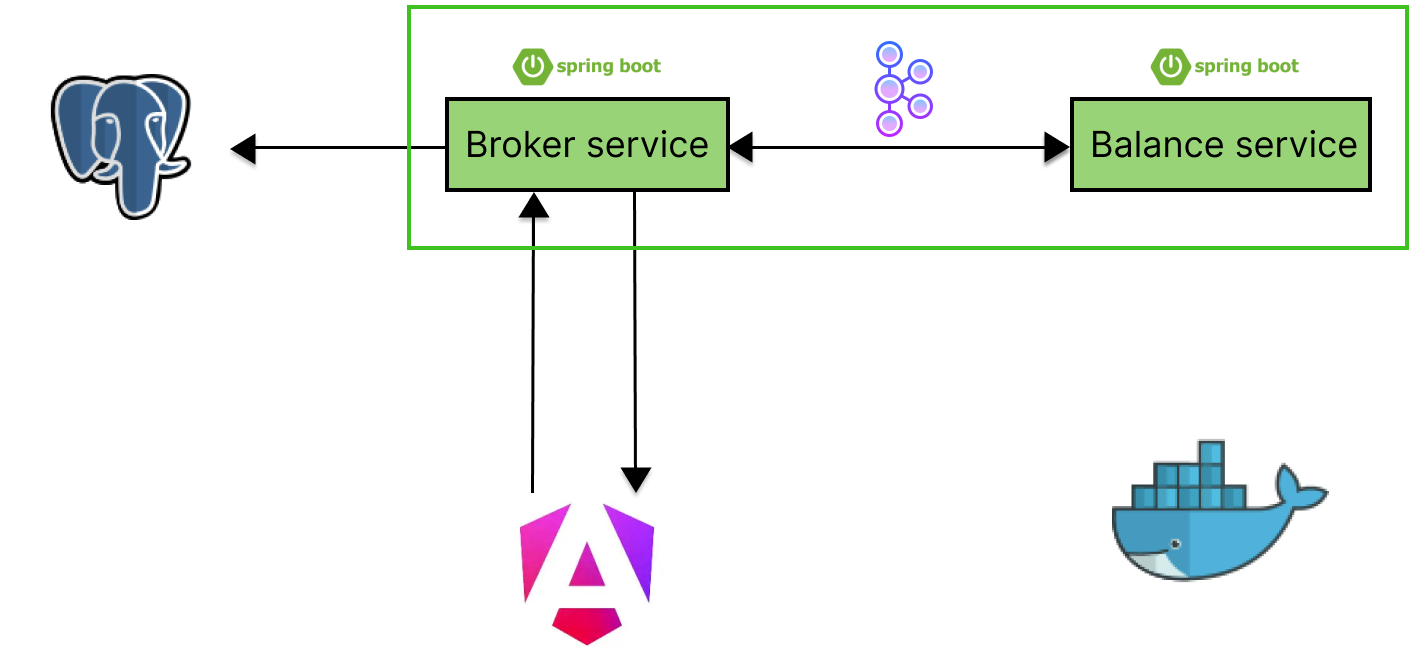 spring boot
spring boot
Broker service
Balance service